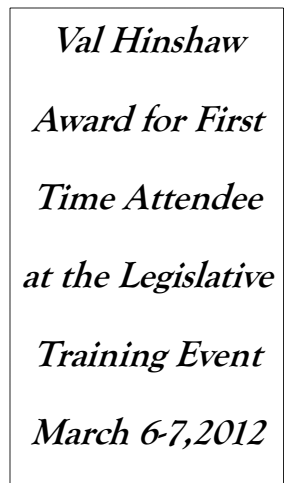 Val Hinshaw
Award for First
Time Attendee
at the Legislative
Training Event
March 6-7,2012